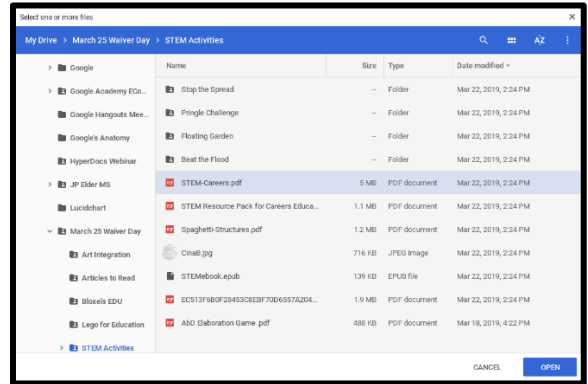 Select one or more files
My Drive > March 25 Waiver Day > STEM Activities
AZ
Google
Google Academy ECo...
Google Hangouts Mee...
Google's Anatomy
HyperDocs Webinar
JP Elder MS
Lucidchart
March 25 Waiver Day
Art Integration
Articles to Read
Bloxels EDU
Lego for Education
STEM Activities
Name Size Type Date modified
Stop the Spread -- Folder Mar 22, 2019, 2:24 PM
Pringle Challenge -- Folder Mar 22, 2019, 2:24 PM
Floating Garden -- Folder Mar 22, 2019, 2:24 PM
Beat the Flood -- Folder Mar 22, 2019, 2:24 PM
STEM-Careers.pdf 5 MB PDF document Mar 22, 2019, 2:24 PM
STEM Resource Pack for Careers Educa... 1.1 MB PDF document Mar 22, 2019, 2:24 PM
Spaghetti-Structures.pdf 1.2 MB PDF document Mar 22, 2019, 2:24 PM
CinaB.jpg 716 KB JPEG image Mar 22, 2019, 2:24 PM
STEMebook.epub 139 KB EPUB file Mar 22, 2019, 2:24 PM
1.9 MB PDF document Mar 22, 2019, 2:24 PM
AbD Elaboration Game .pdf 488 KB PDF document Mar 18, 2019, 4:22 PM
CANCEL
OPEN